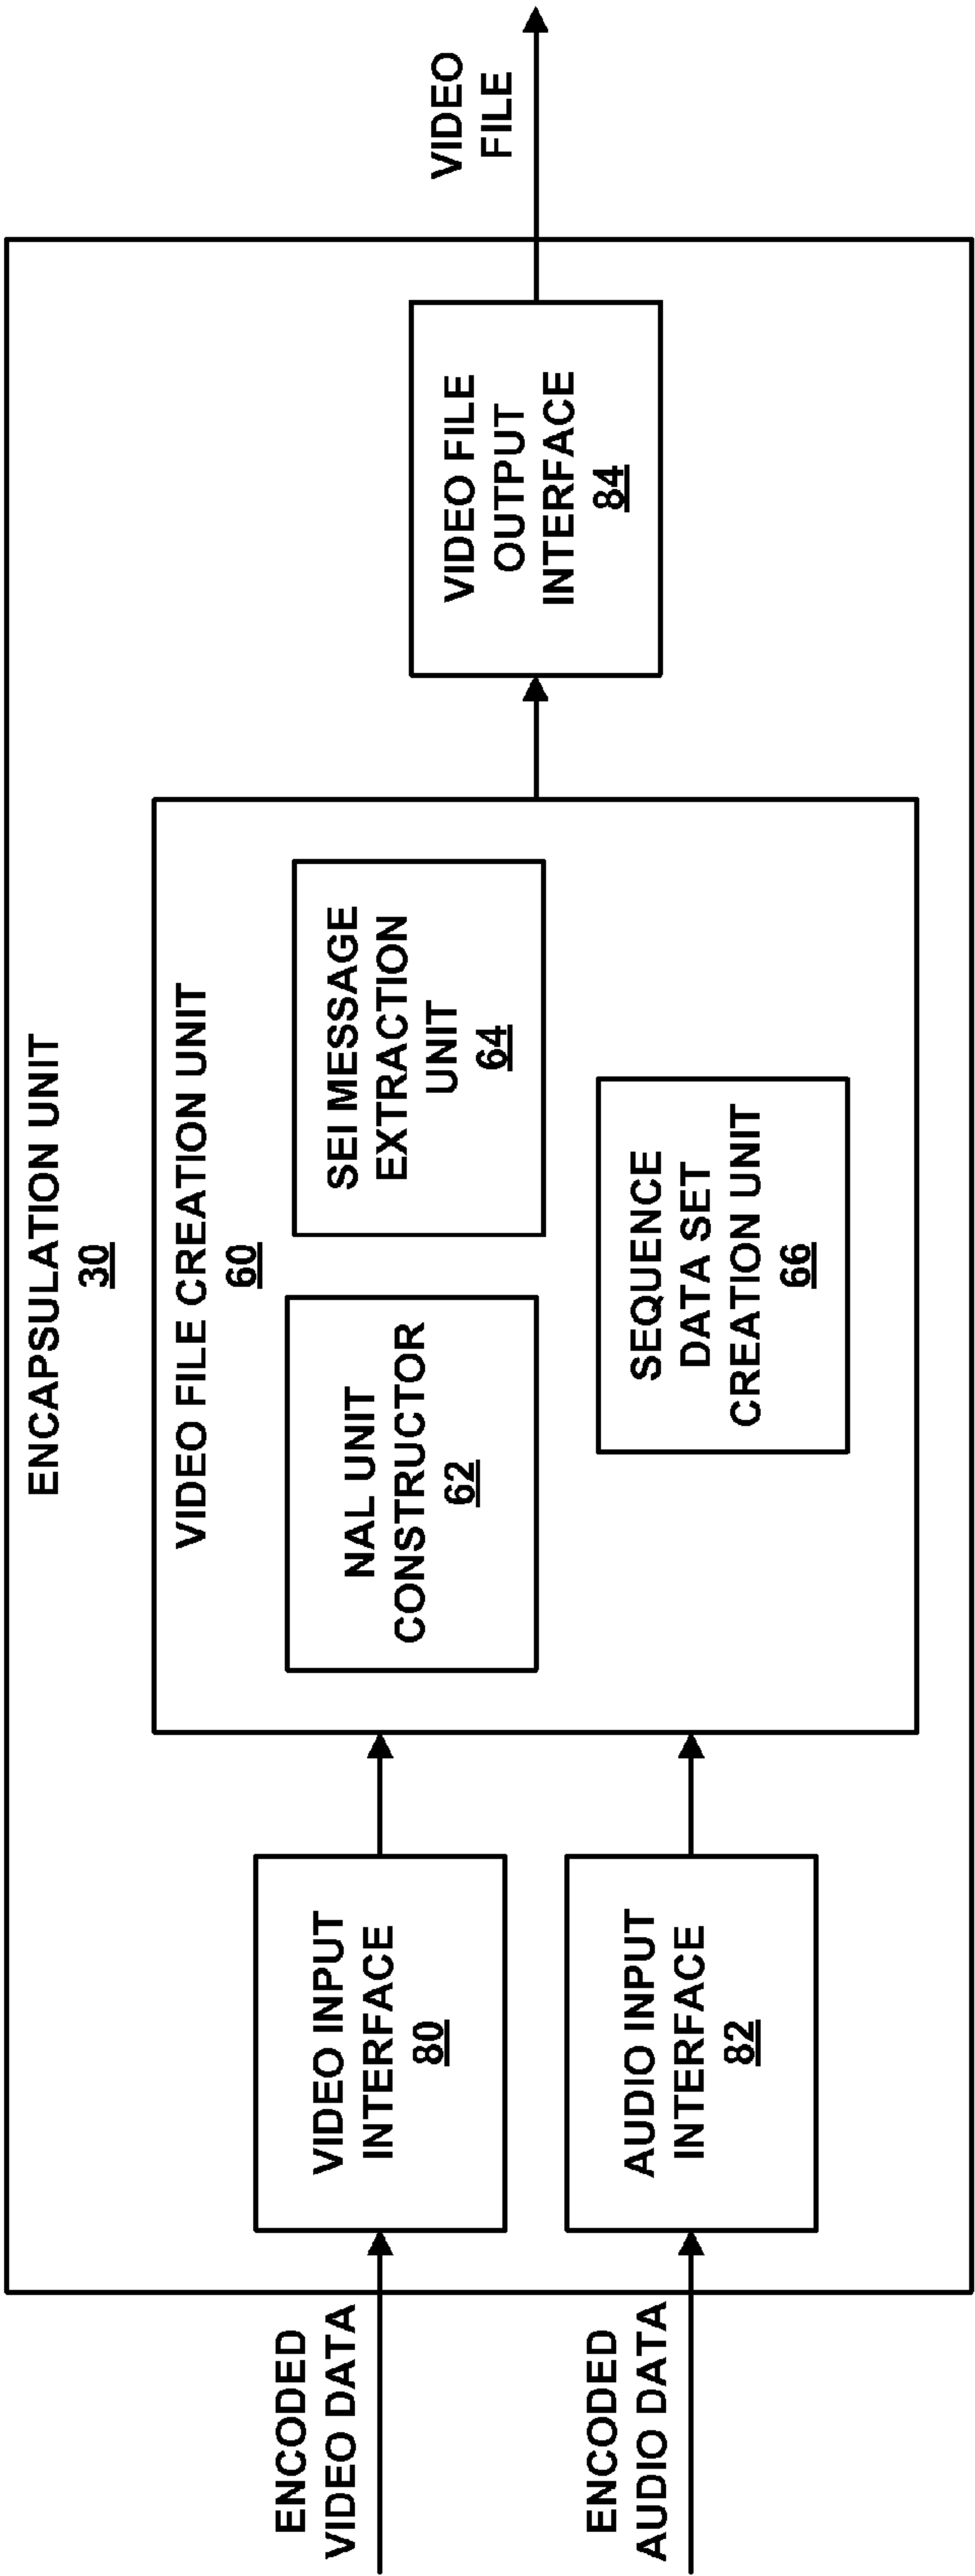 ENCAPSULATION UNIT
30
ENCODED
VIDEO DATA
ENCODED
AUDIO DATA
VIDEO INPUT
INTERFACE
80
AUDIO INPUT
INTERFACE
82
VIDEO FILE CREATION UNIT
60
NAL UNIT
CONSTRUCTOR
62
SEI MESSAGE
EXTRACTION
UNIT
64
SEQUENCE
DATA SET
CREATION UNIT
66
VIDEO FILE
OUTPUT
INTERFACE
84
VIDEO
FILE